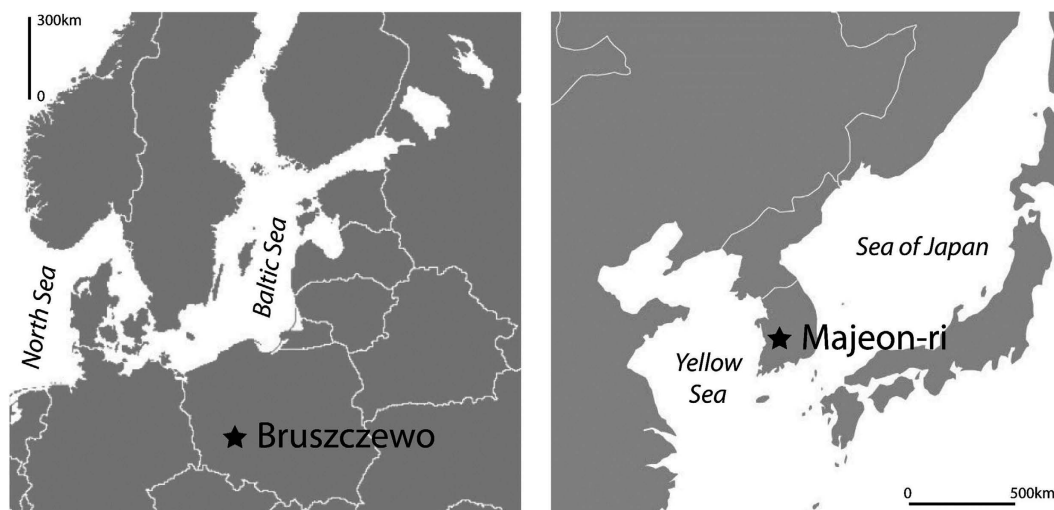 300km
0
North Sea
Baltic Sea
Bruszczewo
Sea of Japan
Majeon-ri
Yellow
Sea
0
500km